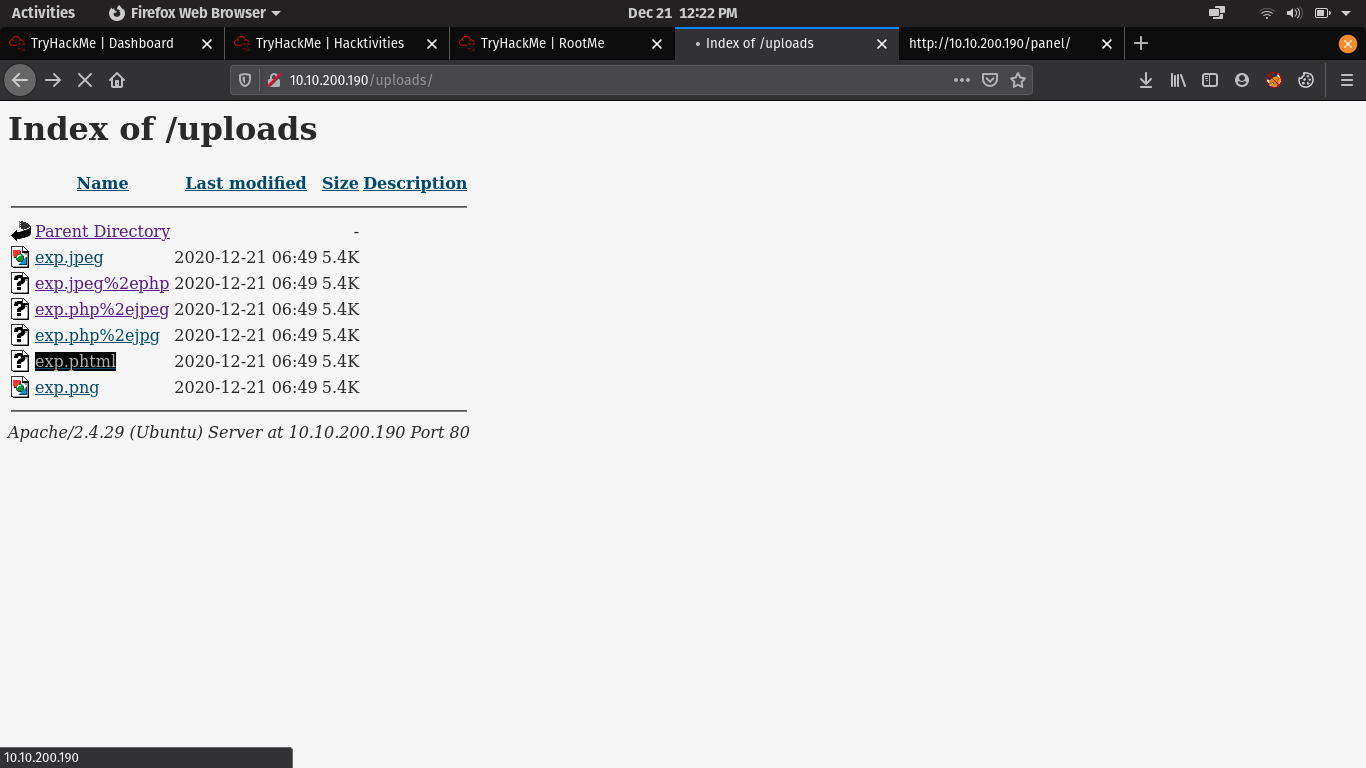 Activities Firefox Web Browser Dec 21 12:22 PM
TryHackMe | Dashboard TryHackMe | Hacktivities TryHackMe | RootMe Index of /uploads http://10.10.200.190/panel/
10.10.200.190/uploads/
Index of /uploads
Name Last modified Size Description
Parent Directory -
exp.jpeg 2020-12-21 06:49 5.4K
exp.jpeg%2ephp 2020-12-21 06:49 5.4K
exp.php%2ejpeg 2020-12-21 06:49 5.4K
exp.php%2ejpg 2020-12-21 06:49 5.4K
exp.phtml 2020-12-21 06:49 5.4K
exp.png 2020-12-21 06:49 5.4K
Apache/2.4.29 (Ubuntu) Server at 10.10.200.190 Port 80
10.10.200.190